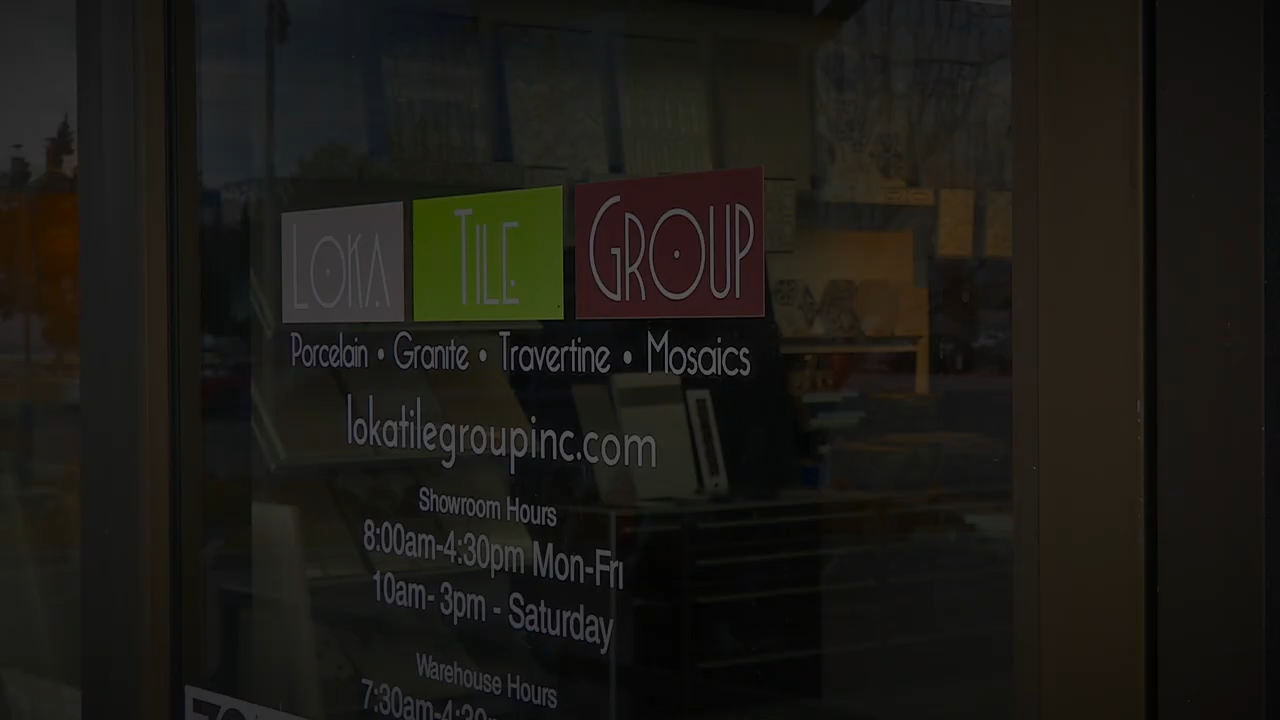 LOKA TILE GROUP
Porcelain • Granite • Travertine • Mosaics
lokatilegroupinc.com
Showroom Hours
8:00am-4:30pm Mon-Fri
10am- 3pm - Saturday
Warehouse Hours